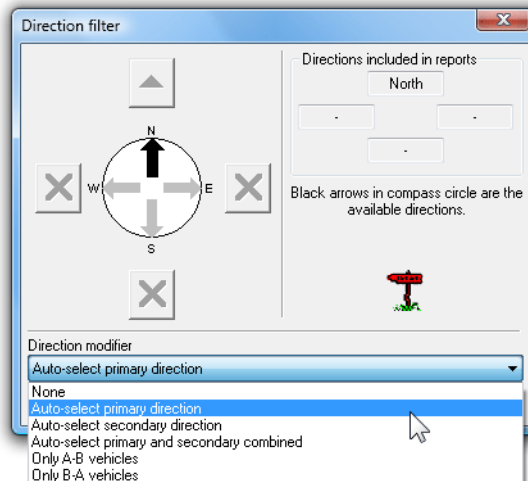 Direction filter
Directions included in reports
North
-
-
-
N
W
E
S
Black arrows in compass circle are the
available directions.
Direction modifier
Auto-select primary direction
None
Auto-select primary direction
Auto-select secondary direction
Auto-select primary and secondary combined
Only A-B vehicles
Only B-A vehicles